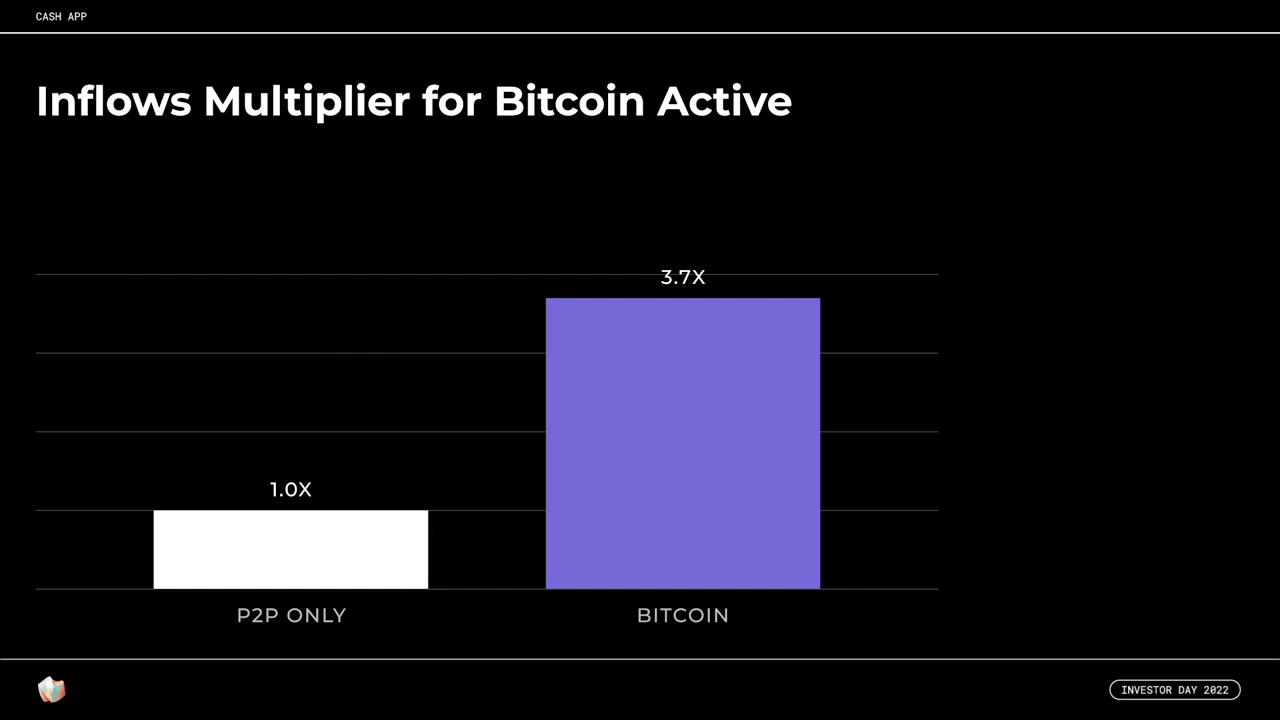 CASH APP
Inflows Multiplier for Bitcoin Active
3.7X
1.0X
P2P ONLY
BITCOIN
INVESTOR DAY 2022